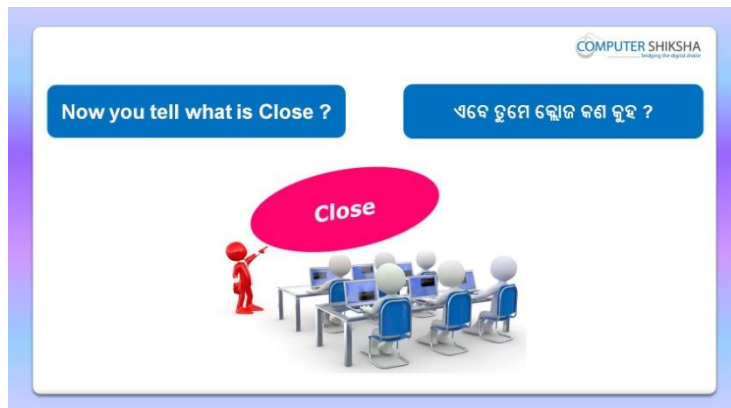 COMPUTER SHIKSHA
... bridging the digital divide
Now you tell what is Close ?
ଏବେ ତୁମେ କ୍ଲୋଜ କଣ କୁହ ?
Close